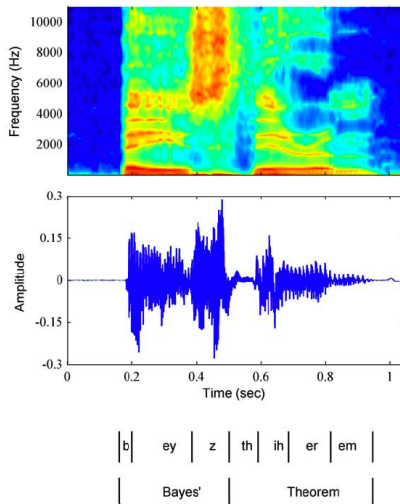 10000
8000
6000
4000
2000
Frequency (Hz)
0.3
0.15
0
-0.15
-0.3
Amplitude
0 0.2 0.4 0.6 0.8 1
Time (sec)
b ey z th ih er em
Bayes' Theorem